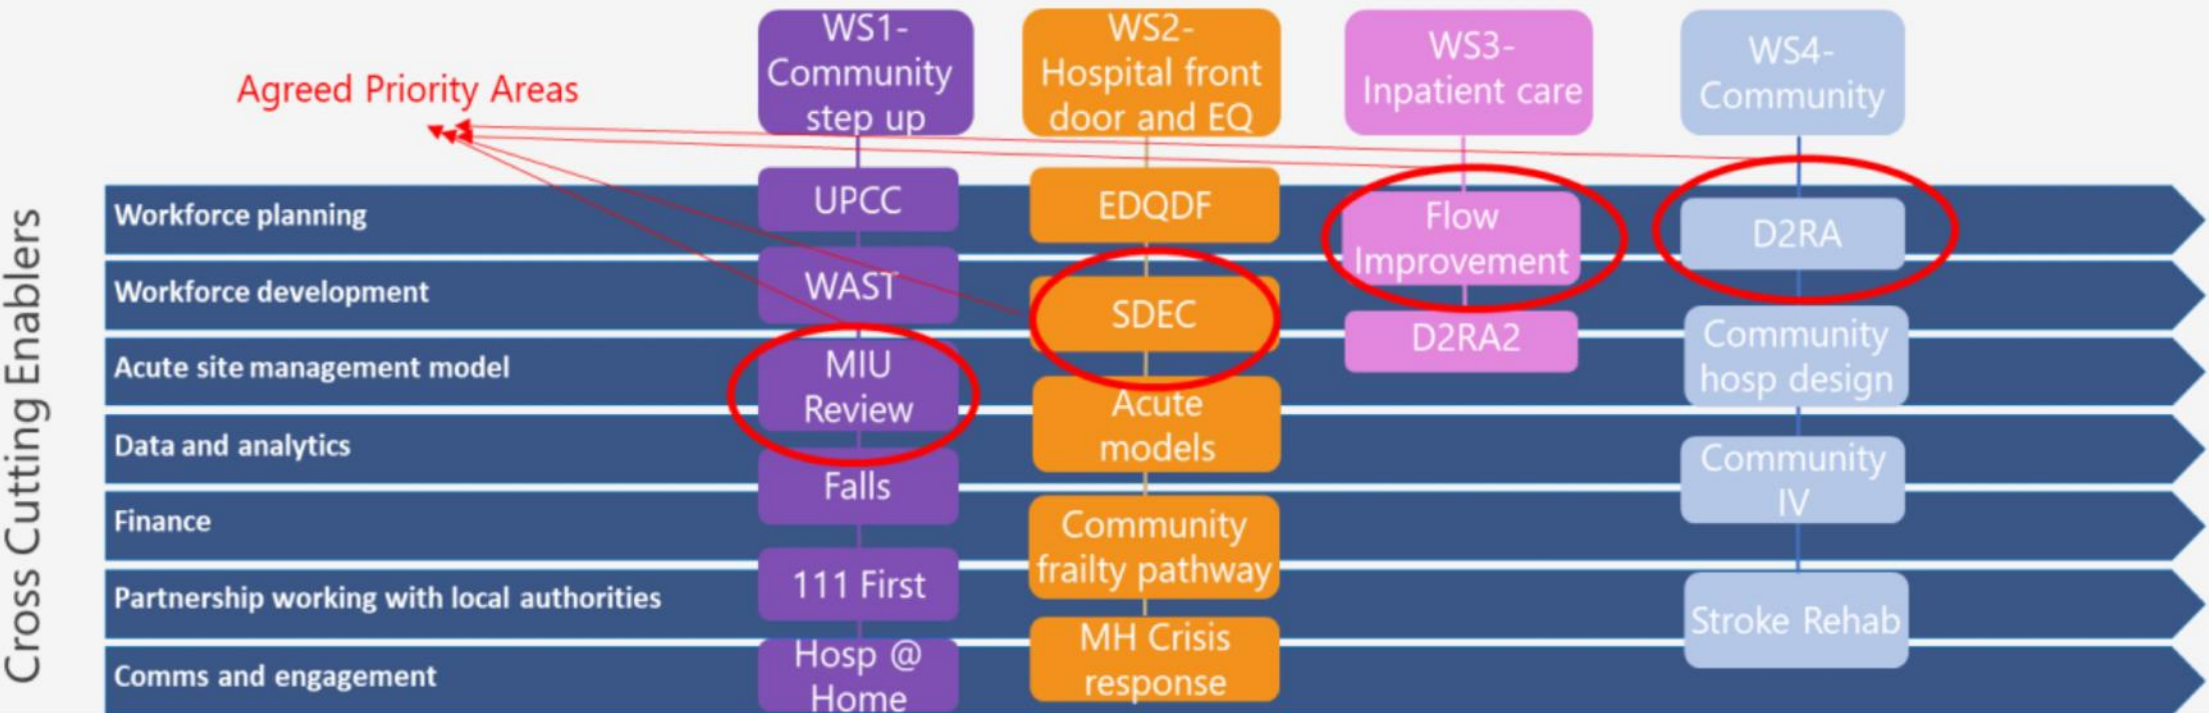 Agreed Priority Areas
WS1-
Community
step up
WS2-
Hospital front
door and EQ
WS3-
Inpatient care
WS4-
Community
Cross Cutting Enablers
Workforce planning
Workforce development
Acute site management model
Data and analytics
Finance
Partnership working with local authorities
Comms and engagement
UPCC
WAST
MIU
Review
Falls
111 First
Hosp @
Home
EDQDF
SDEC
Acute
models
Community
frailty pathway
MH Crisis
response
Flow
Improvement
D2RA2
D2RA
Community
hosp design
Community
IV
Stroke Rehab